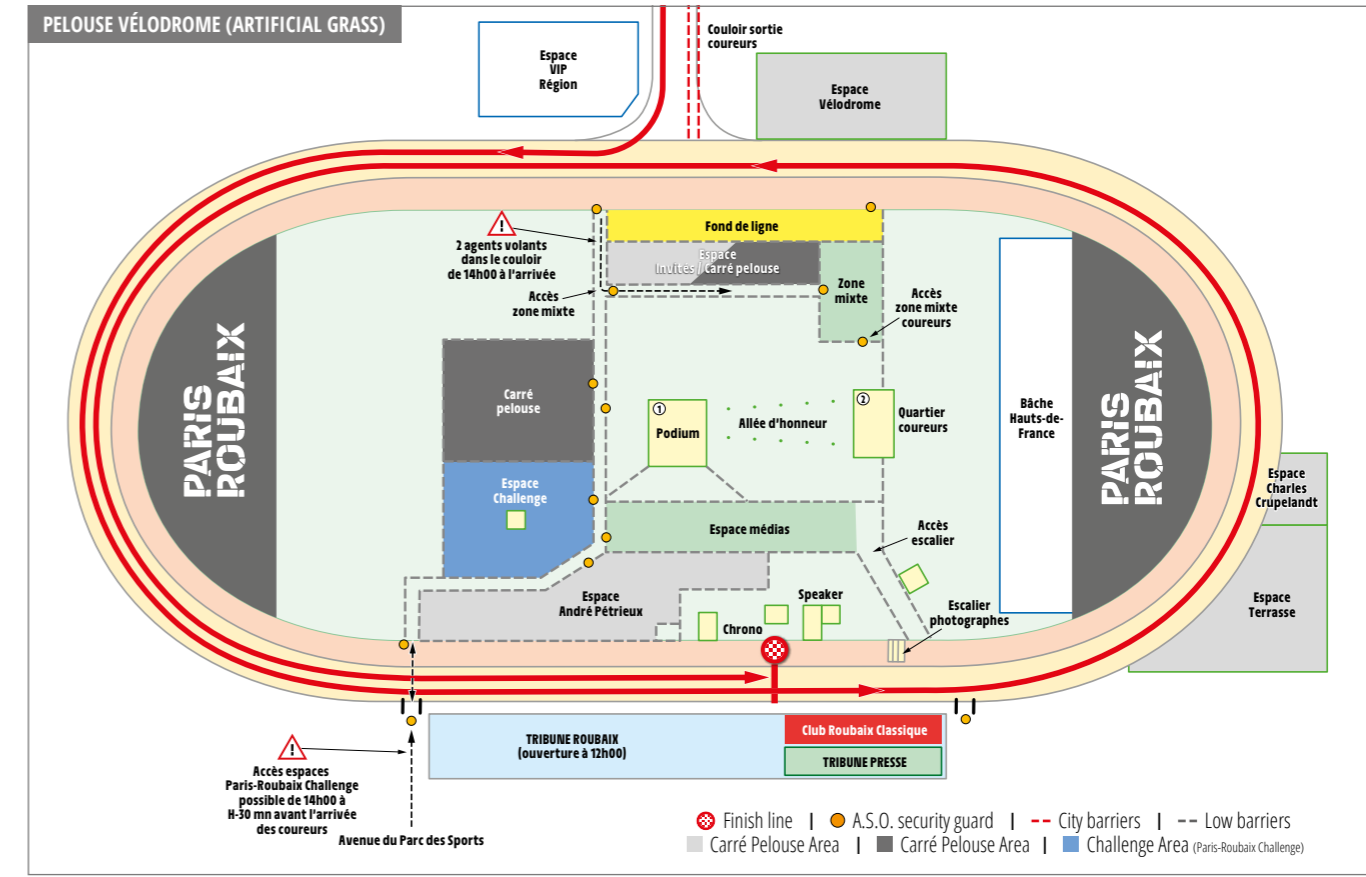 PELOUSE VÉLODROME (ARTIFICIAL GRASS)
Espace
VIP
Région
Couloir sortie
coureurs
Espace
Vélodrome
!
2 agents volants
dans le couloir
de 14h00 à l'arrivée
Accès
zone mixte
Fond de ligne
Espace
Invités / Carré pelouse
Zone
mixte
Accès
zone mixte
coureurs
PARIS
ROUBAIX
Carré
pelouse
1
Podium
Allée d'honneur
2
Quartier
coureurs
Bâche
Hauts-de-
France
PARIS
ROUBAIX
Espace
Challenge
Espace médias
Accès
escalier
Espace
Charles
Crupelandt
Espace
André Pétrieux
Speaker
Chrono
Escalier
photographes
Espace
Terrasse
TRIBUNE ROUBAIX
(ouverture à 12h00)
Club Roubaix Classique
TRIBUNE PRESSE
!
Accès espaces
Paris-Roubaix Challenge
possible de 14h00 à
H-30 mn avant l'arrivée
des coureurs
Avenue du Parc des Sports
Finish line | A.S.O. security guard | -- City barriers | -- Low barriers
Carré Pelouse Area | Carré Pelouse Area | Challenge Area (Paris-Roubaix Challenge)